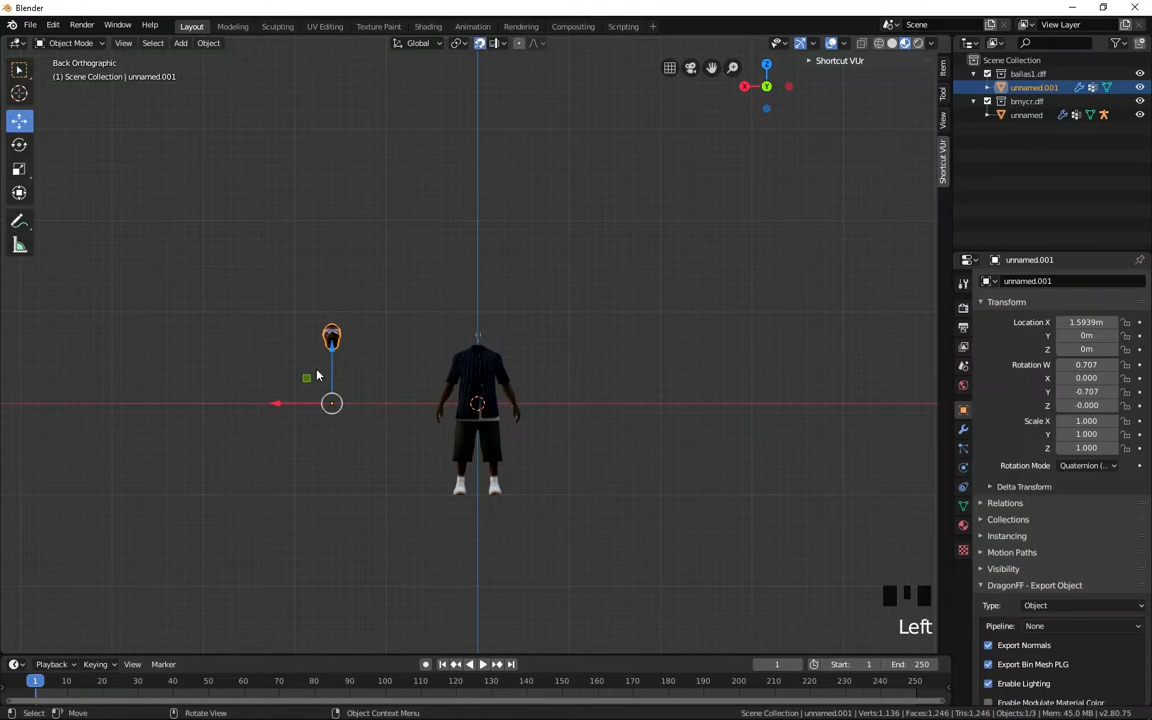 Blender
File Edit Render Window Help Layout Modeling Sculpting UV Editing Texture Paint Shading Animation Rendering Compositing Scripting + Scene View Layer
Object Mode View Select Add Object Global
Back Orthographic
(1) Scene Collection | unnamed.001
Shortcut VUr
X Y Z
Item
Tool
View
Shortcut VUr
Scene Collection
ballas1.dff
unnamed.001
bmycr.dff
unnamed
unnamed.001
unnamed.001
Transform
Location X 1.5939m
Y 0m
Z 0m
Rotation W 0.707
X 0.000
Y -0.707
Z -0.000
Scale X 1.000
Y 1.000
Z 1.000
Rotation Mode Quaternion (..
Delta Transform
Relations
Collections
Instancing
Motion Paths
Visibility
DragonFF - Export Object
Type: Object
Pipeline: None
Export Normals
Export Bin Mesh PLG
Enable Lighting
Enable Modulate Material Color
Left
Playback Keying View Marker 1 Start: 1 End: 250
1 10 20 30 40 50 60 70 80 90 100 110 120 130 140 150 160 170 180 190 200 210 220 230 240 250
Select Move Rotate View Object Context Menu Scene Collection | unnamed.001 | Verts:1,136 | Faces:1,246 | Tris:1,246 | Objects:1/3 | Mem: 45.0 MB | v2.80.75